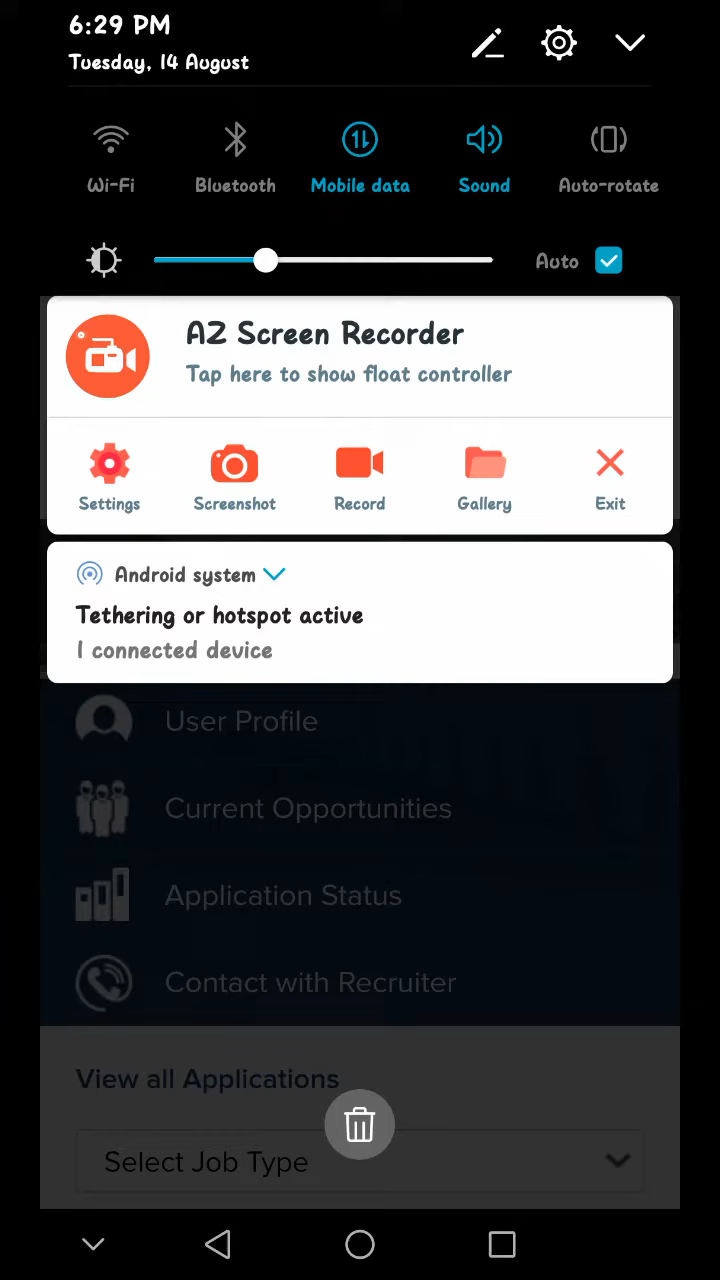 6:29 PM
Tuesday, 14 August
Wi-Fi Bluetooth Mobile data Sound Auto-rotate
Auto
AZ Screen Recorder
Tap here to show float controller
Settings Screenshot Record Gallery Exit
Android system
Tethering or hotspot active
1 connected device
User Profile
Current Opportunities
Application Status
Contact with Recruiter
View all Applications
Select Job Type